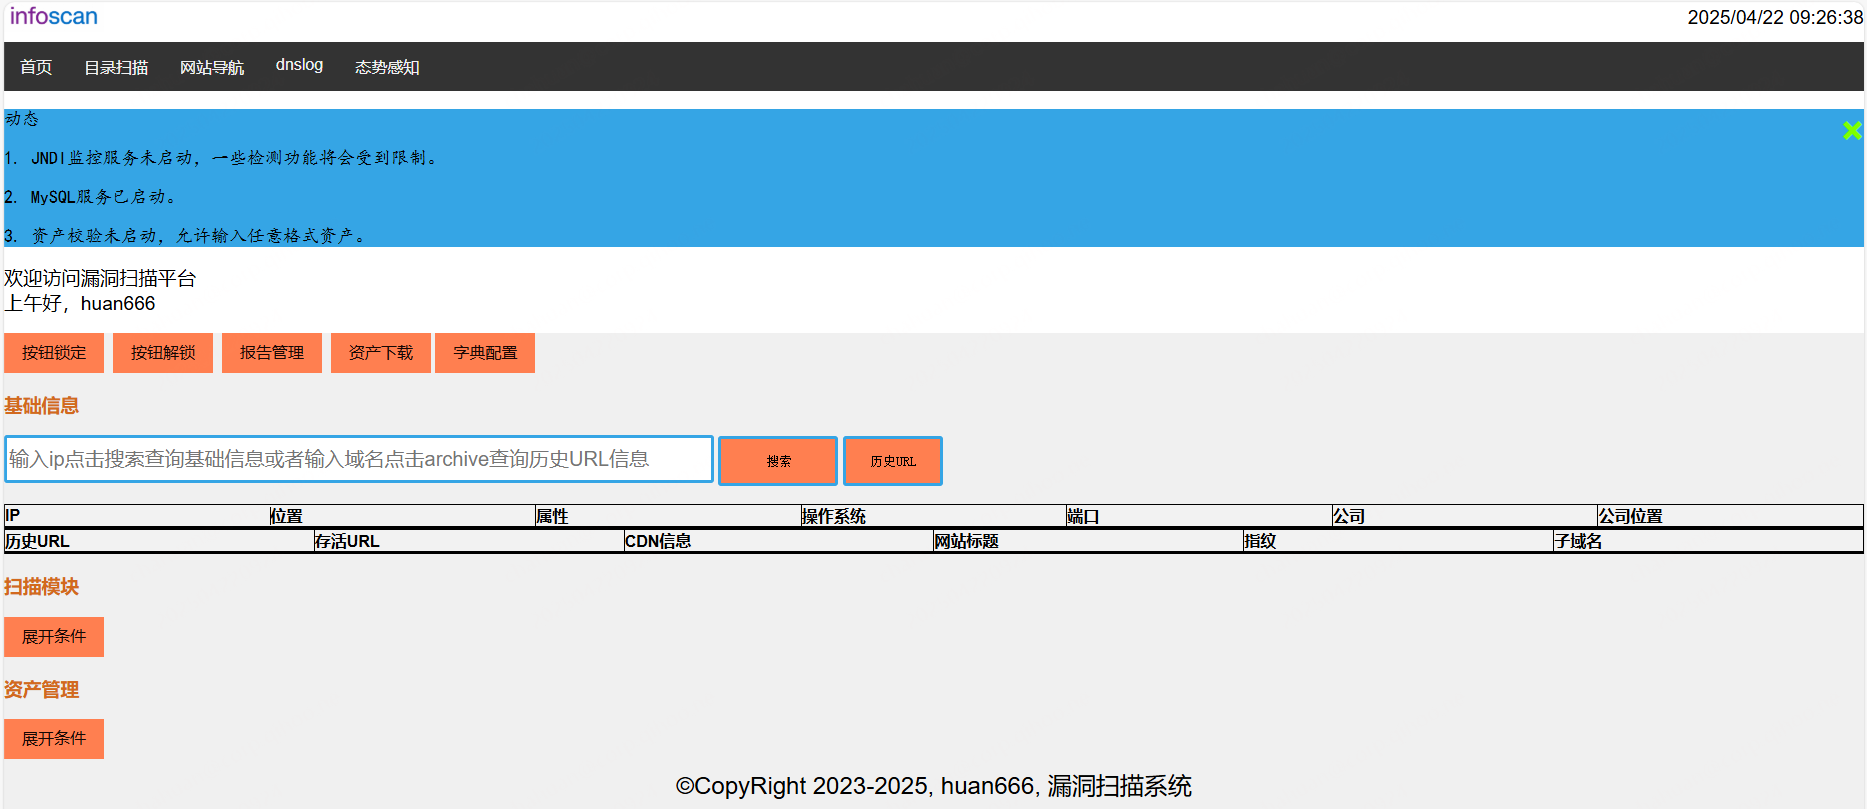 infoscan 2025/04/22 09:26:38
首页 目录扫描 网站导航 dnslog 态势感知
动态
1. JNDI监控服务未启动，一些检测功能将会受到限制。
2. MySQL服务已启动。
3. 资产校验未启动，允许输入任意格式资产。
欢迎访问漏洞扫描平台
上午好，huan666
按钮锁定 按钮解锁 报告管理 资产下载 字典配置
基础信息
输入ip点击搜索查询基础信息或者输入域名点击archive查询历史URL信息 搜索 历史URL
IP 位置 属性 操作系统 端口 公司 公司位置
历史URL 存活URL CDN信息 网站标题 指纹 子域名
扫描模块
展开条件
资产管理
展开条件
©CopyRight 2023-2025, huan666, 漏洞扫描系统